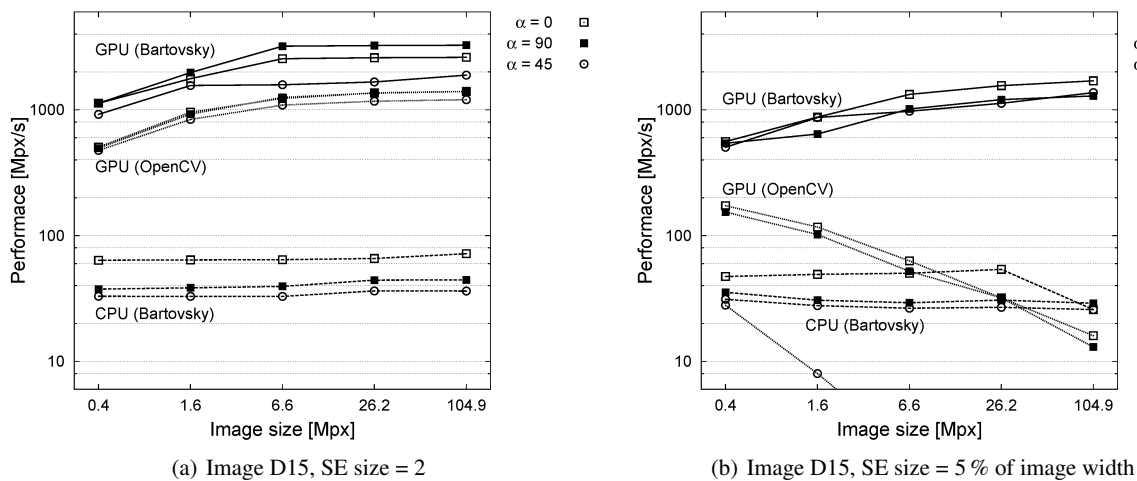 α = 0
α = 90
α = 45
GPU (Bartovsky)
GPU (OpenCV)
CPU (Bartovsky)
1000
100
10
Performace [Mpx/s]
0.4 1.6 6.6 26.2 104.9
Image size [Mpx]
(a) Image D15, SE size = 2
α
α
GPU (Bartovsky)
GPU (OpenCV)
CPU (Bartovsky)
1000
100
10
Performace [Mpx/s]
0.4 1.6 6.6 26.2 104.9
Image size [Mpx]
(b) Image D15, SE size = 5 % of image width